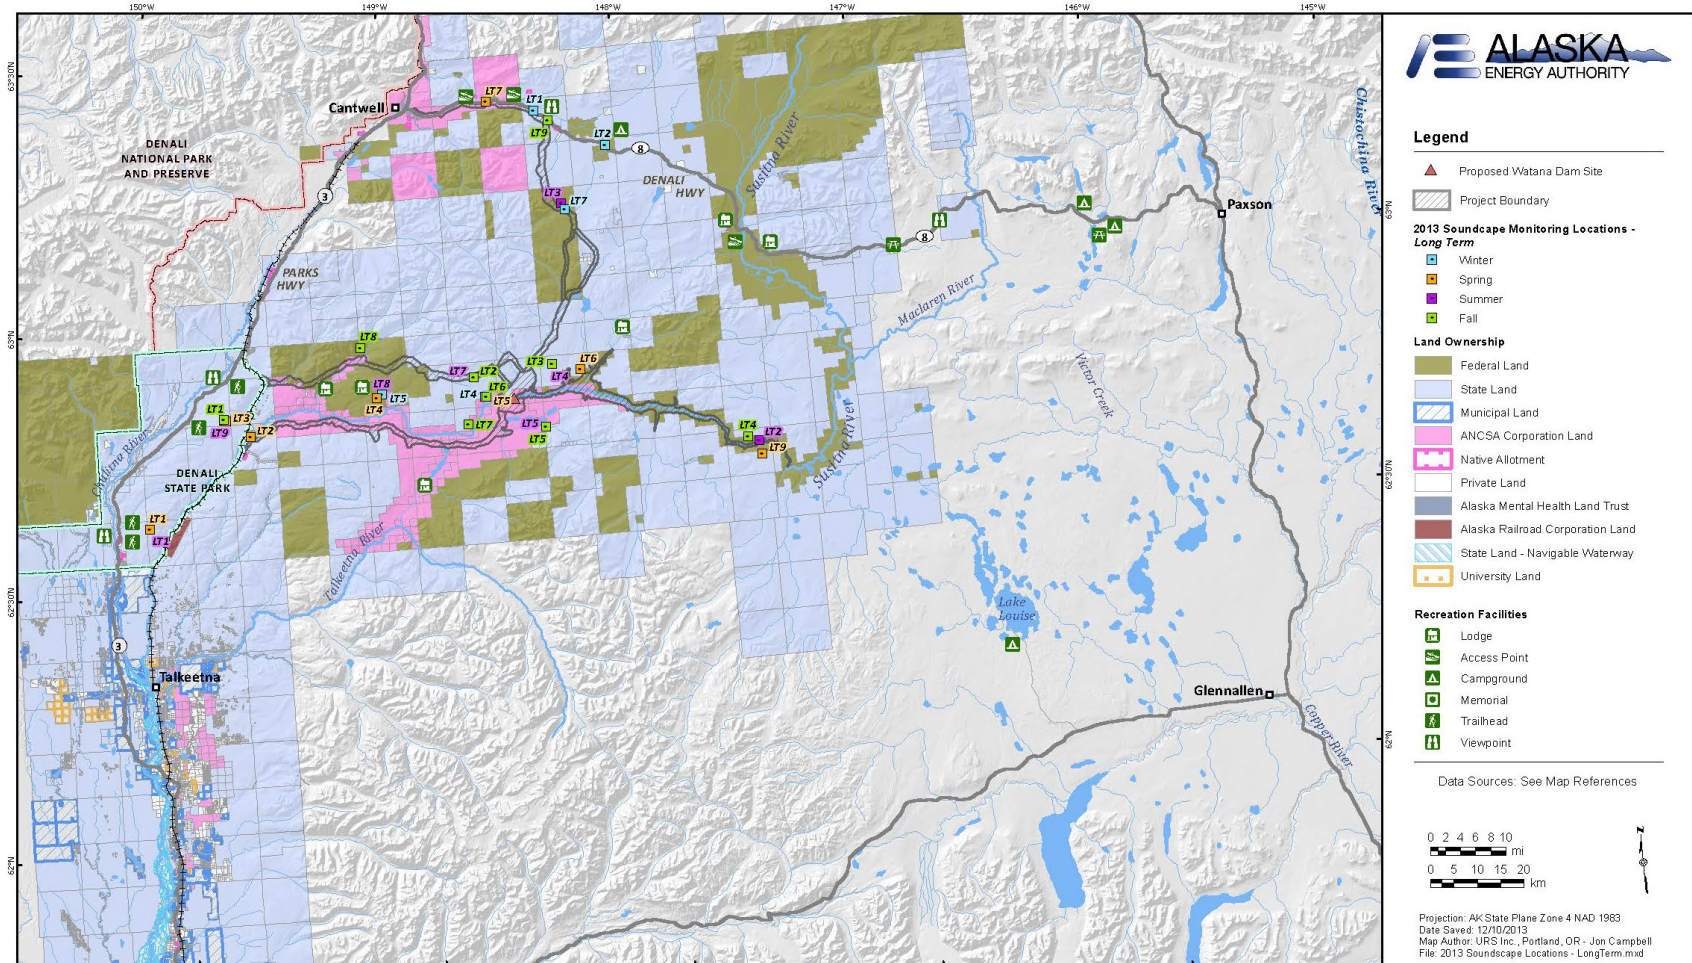 150°W 149°W 148°W 147°W 146°W 145°W
63°30'N
63°N
62°30'N
62°N
63°N
62°30'N
62°N
Cantwell
DENALI
NATIONAL PARK
AND PRESERVE
LT7
LT1
LT9
LT2
8
3
DENALI
HWY
Susitna River
Chistochina River
Paxson
LT3
LT7
PARKS
HWY
8
Maclaren River
Victor Creek
LT8
LT7
LT2
LT3
LT6
LT4
LT8
LT5
LT4
LT4
LT6
LT5
LT1
LT3
LT9
LT2
LT7
LT5
LT5
LT4
LT2
LT9
Susitna River
Chulitna River
DENALI
STATE PARK
LT1
LT1
Talkeetna River
Lake
Louise
3
Talkeetna
Glennallen
Copper River
ALASKA
ENERGY AUTHORITY
Legend
Proposed Watana Dam Site
Project Boundary
2013 Soundscape Monitoring Locations -
Long Term
Winter
Spring
Summer
Fall
Land Ownership
Federal Land
State Land
Municipal Land
ANCSA Corporation Land
Native Allotment
Private Land
Alaska Mental Health Land Trust
Alaska Railroad Corporation Land
State Land - Navigable Waterway
University Land
Recreation Facilities
Lodge
Access Point
Campground
Memorial
Trailhead
Viewpoint
Data Sources: See Map References
0 2 4 6 8 10
mi
0 5 10 15 20
km
N
Projection: AK State Plane Zone 4 NAD 1983
Date Saved: 12/10/2013
Map Author: URS Inc., Portland, OR - Jon Campbell
File: 2013 Soundscape Locations - LongTerm.mxd